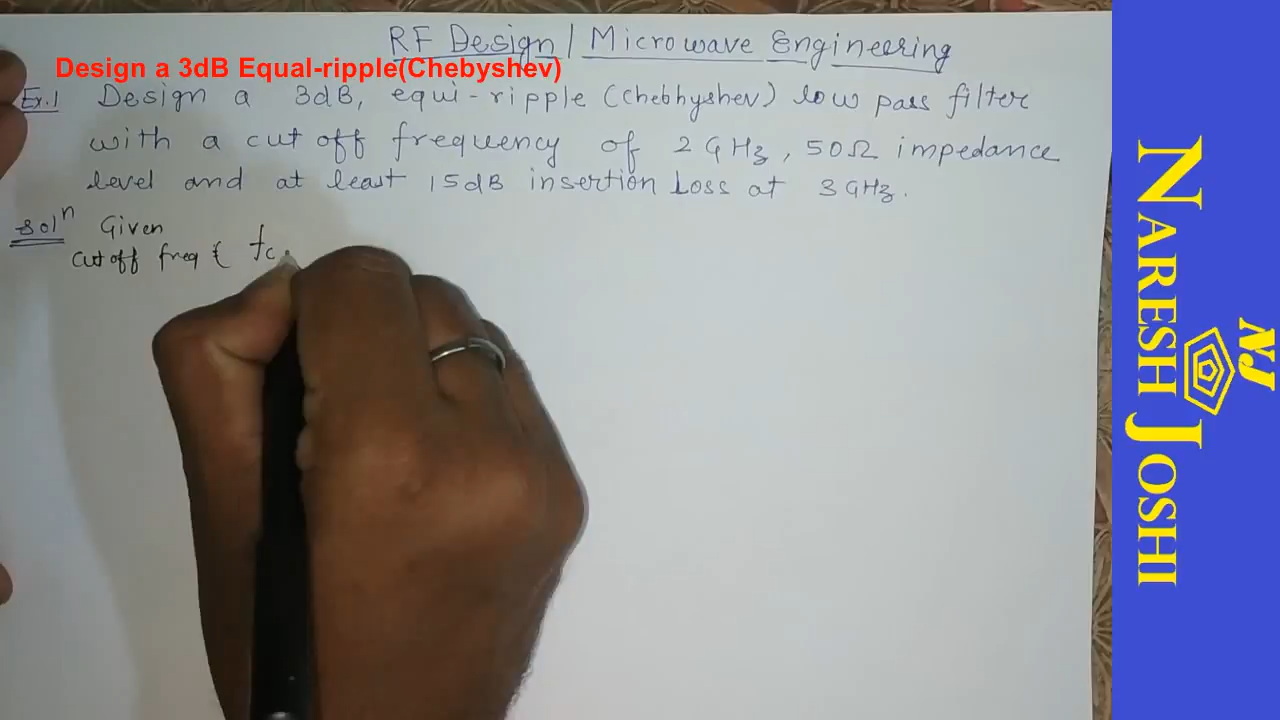 RF Design / Microwave Engineering
Design a 3dB Equal-ripple(Chebyshev)
Ex.1 Design a 3dB, equi-ripple (chebhyshev) low pass filter
with a cut off frequency of 2 GHz, 50Ω impedance
level and at least 15dB insertion loss at 3 GHz.
Solⁿ Given
Cut off freq {fc
NARESH JOSHI
NJ